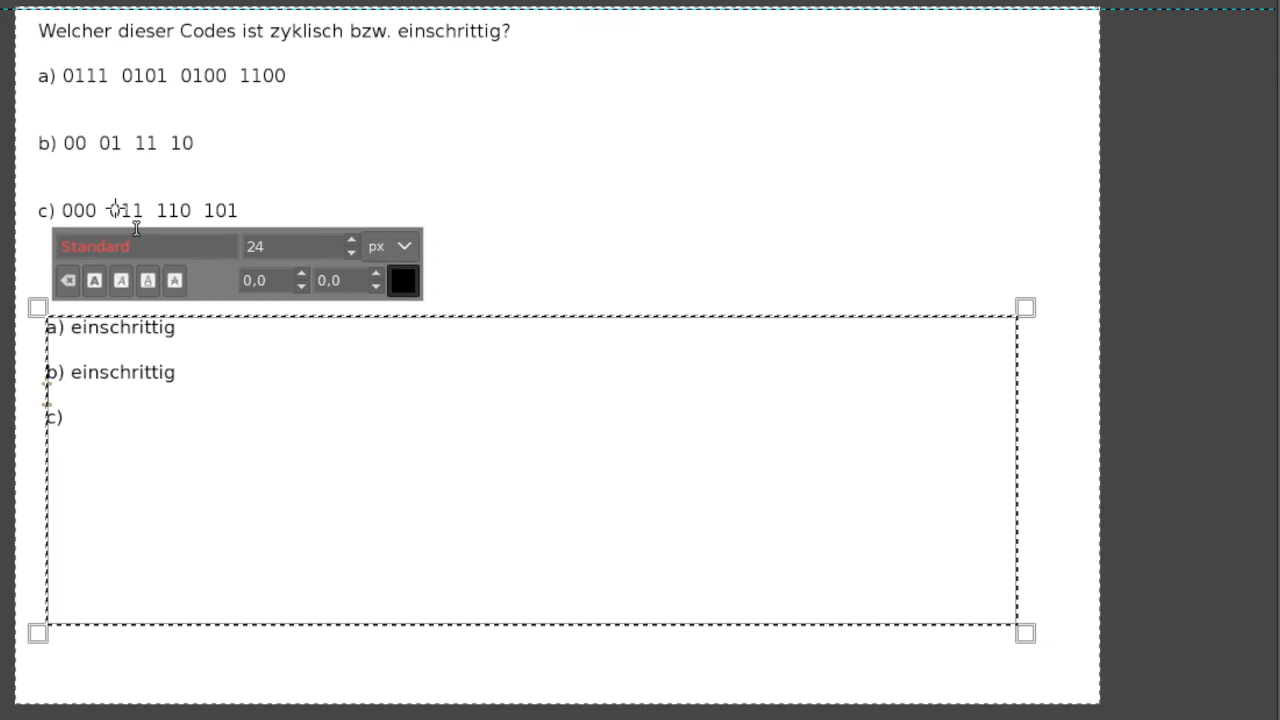 Welcher dieser Codes ist zyklisch bzw. einschrittig?
a) 0111 0101 0100 1100
b) 00 01 11 10
c) 000 011 110 101
Standard 24 px
A A A A 0,0 0,0
a) einschrittig
b) einschrittig
c)